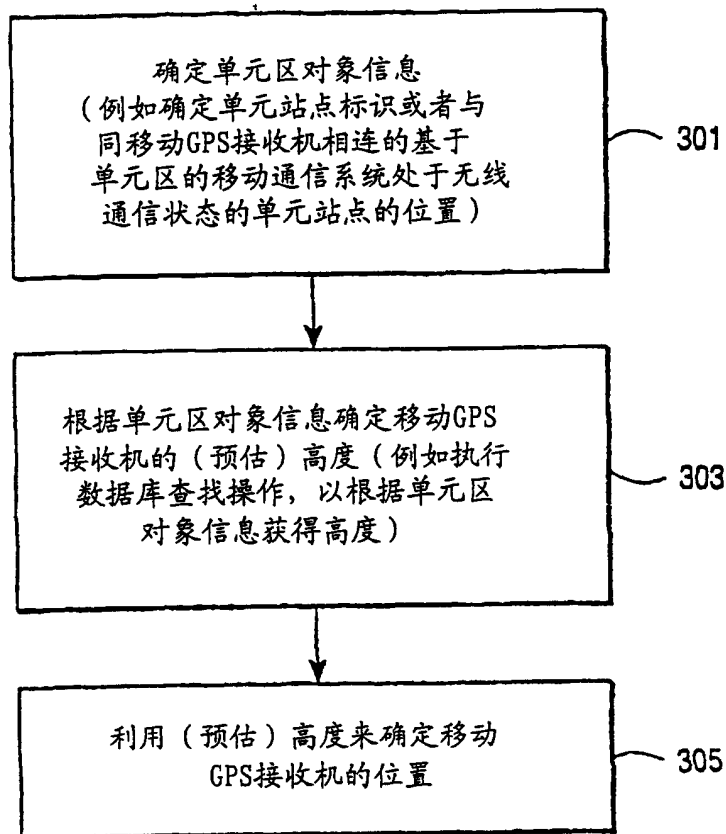 确定单元区对象信息
（例如确定单元站点标识或者与
同移动GPS接收机相连的基于
单元区的移动通信系统处于无线
通信状态的单元站点的位置）
301
根据单元区对象信息确定移动GPS
接收机的（预估）高度（例如执行
数据库查找操作，以根据单元区
对象信息获得高度）
303
利用（预估）高度来确定移动
GPS接收机的位置
305